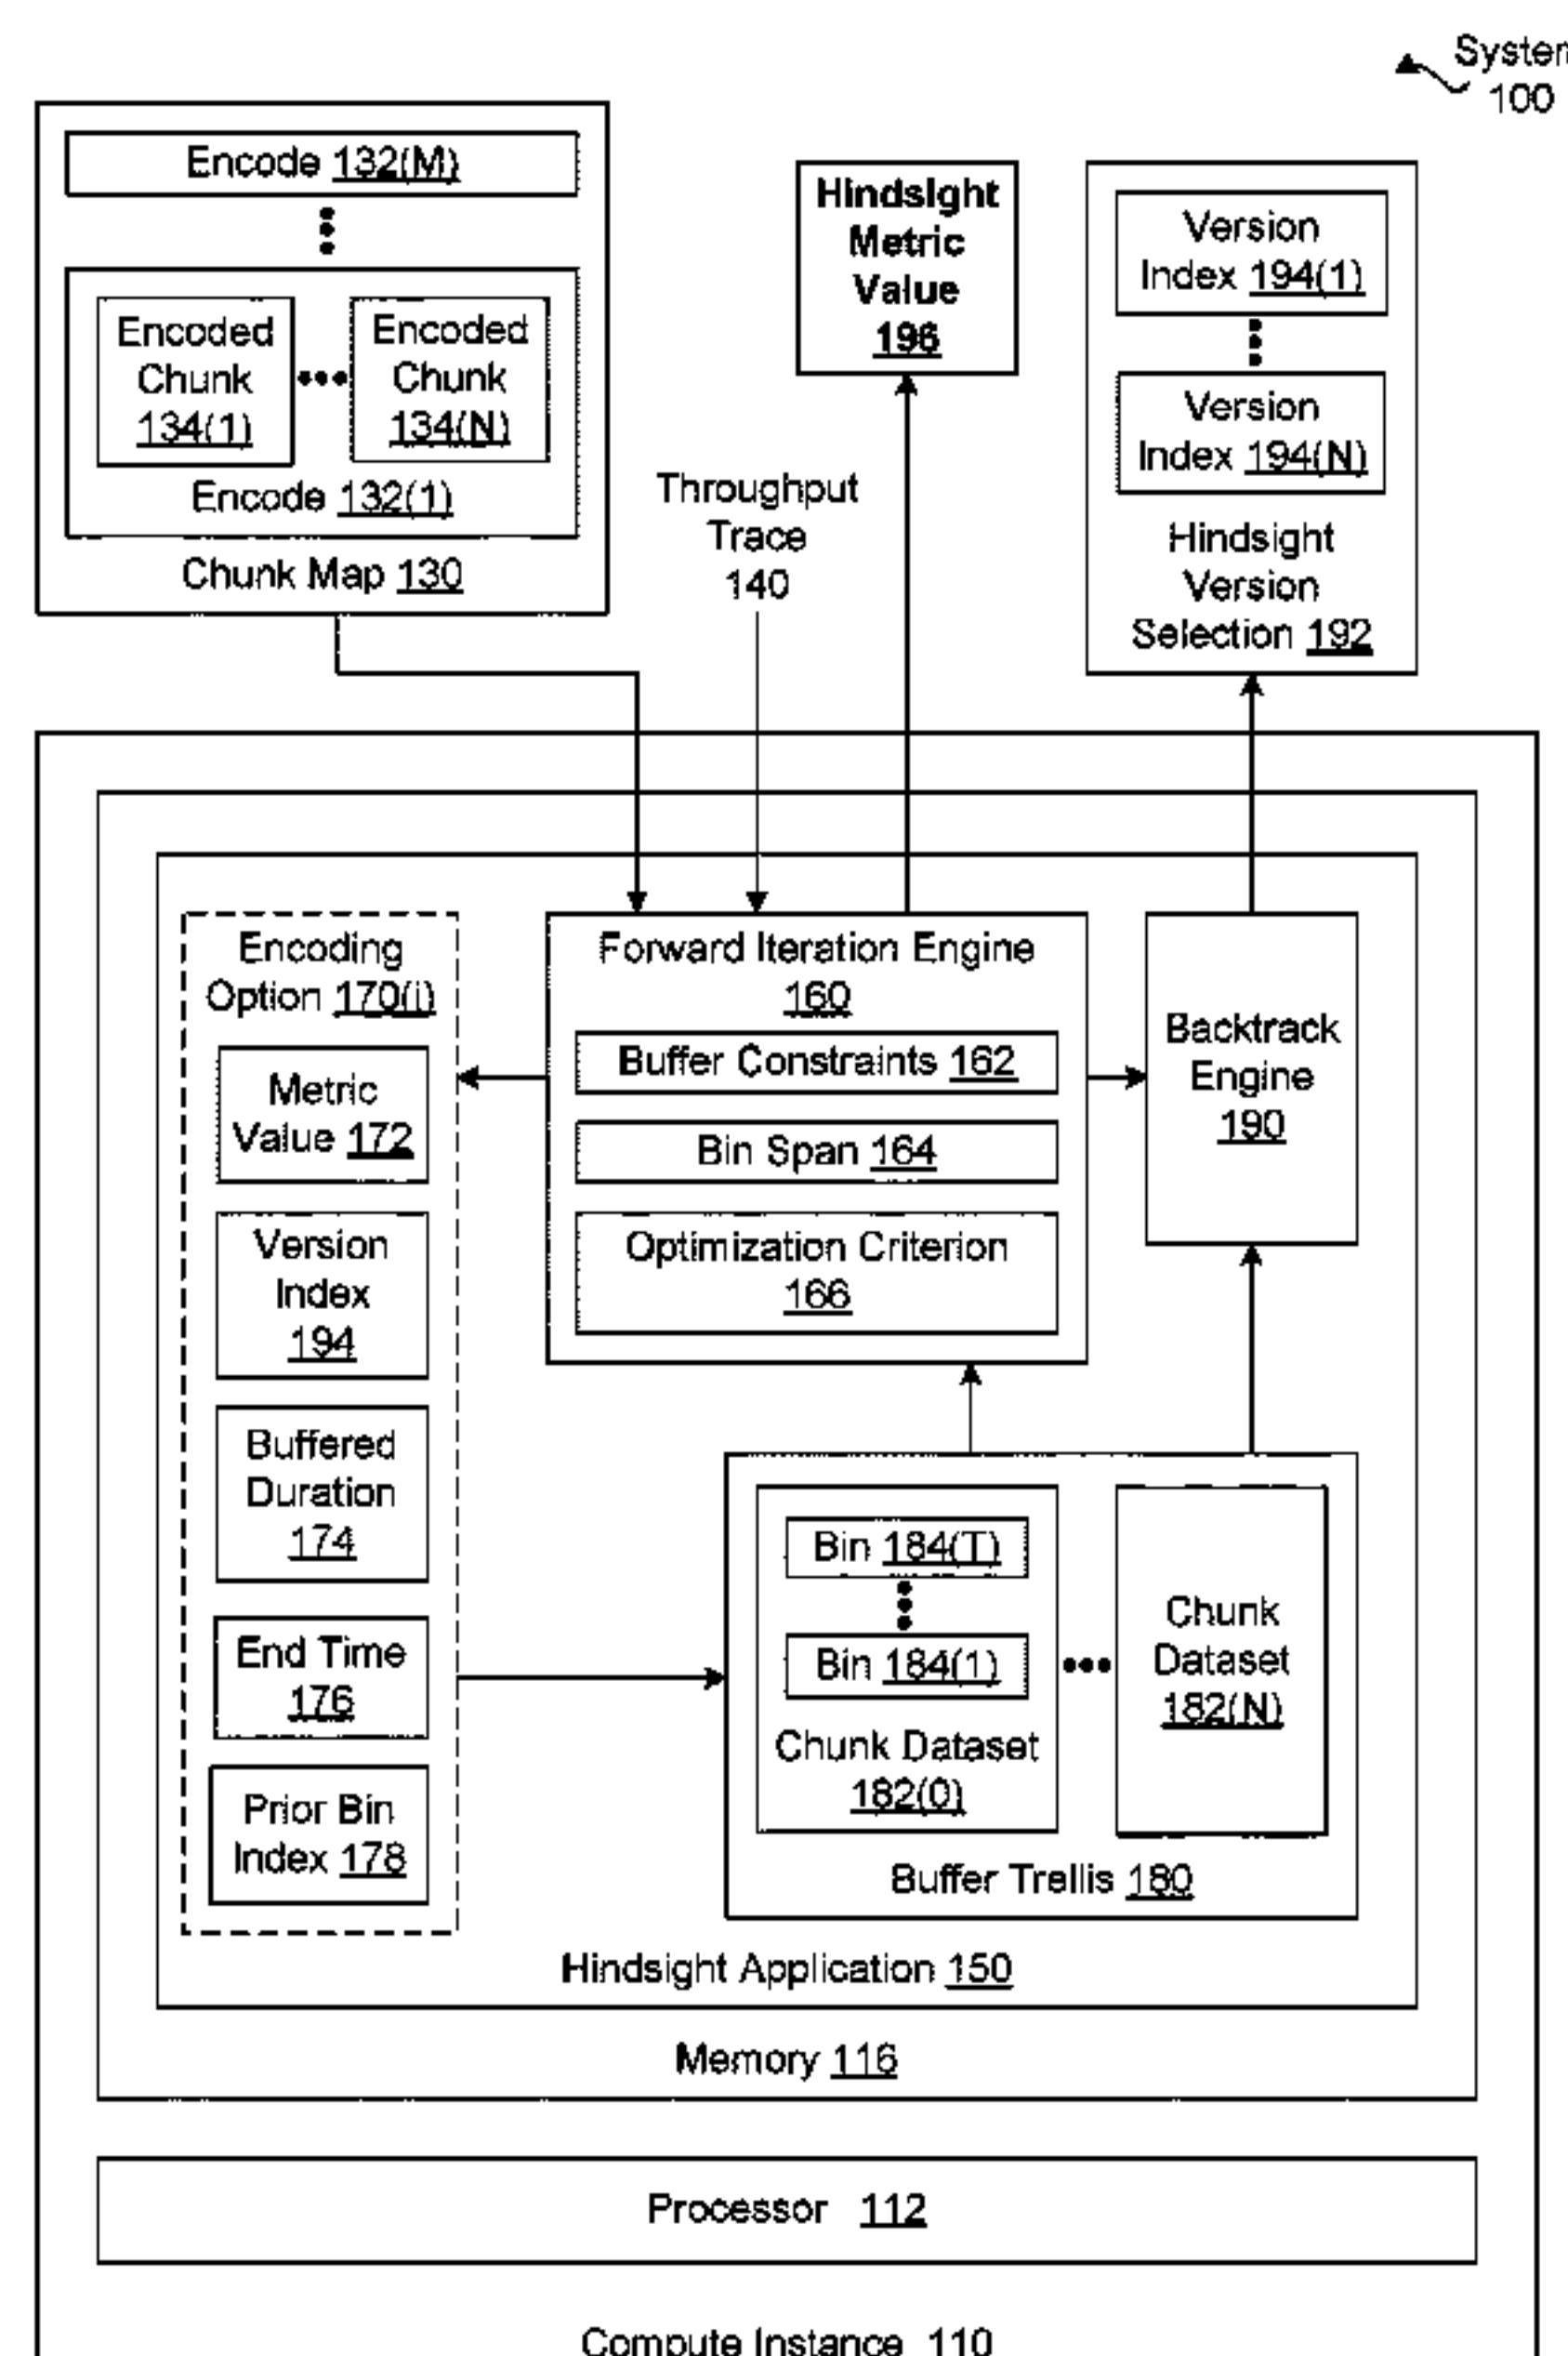 System
100
Encode 132(M)
Encoded
Chunk
134(1)
Encoded
Chunk
134(N)
Encode 132(1)
Chunk Map 130
Throughput
Trace
140
Hindsight
Metric
Value
196
Version
Index 194(1)
Version
Index 194(N)
Hindsight
Version
Selection 192
Encoding
Option 170(i)
Metric
Value 172
Version
Index
194
Buffered
Duration
174
End Time
176
Prior Bin
Index 178
Forward Iteration Engine
160
Buffer Constraints 162
Bin Span 164
Optimization Criterion
166
Backtrack
Engine
190
Bin 184(T)
Bin 184(1)
Chunk Dataset
182(0)
Chunk
Dataset
182(N)
Buffer Trellis 180
Hindsight Application 150
Memory 116
Processor 112
Compute Instance 110